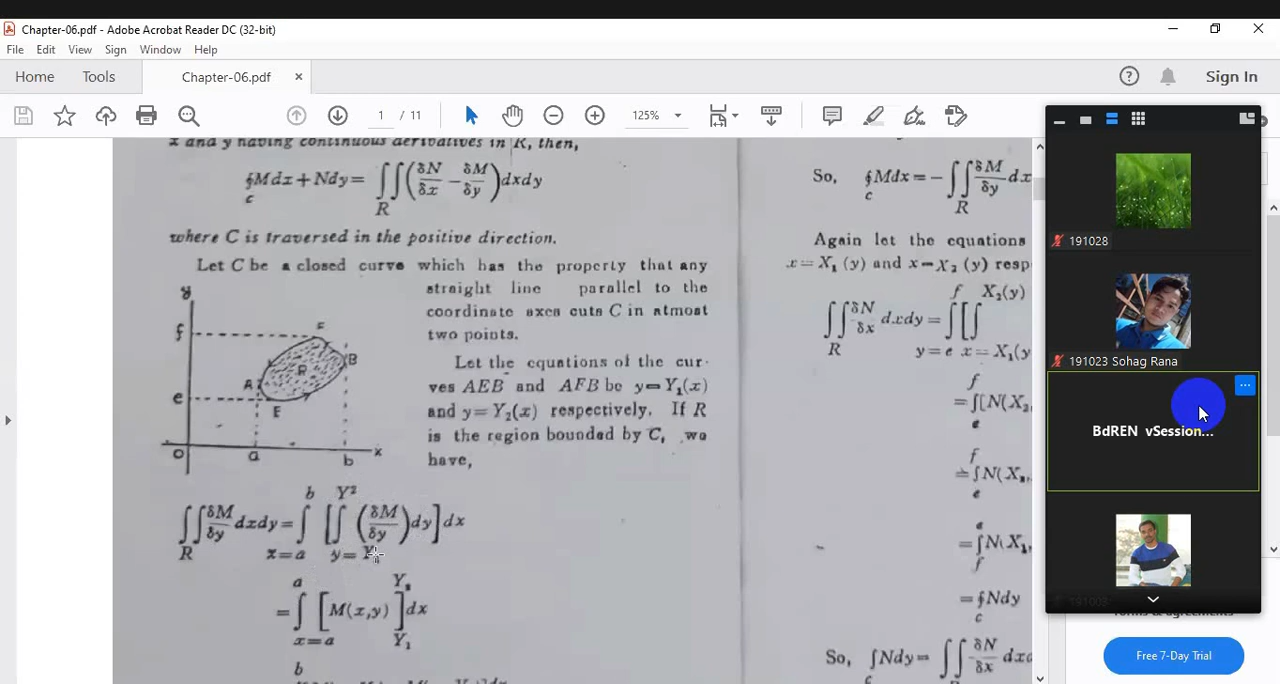 Chapter-06.pdf - Adobe Acrobat Reader DC (32-bit)
File Edit View Sign Window Help
Home Tools Chapter-06.pdf × Sign In
1 / 11 125%
x and y having continuous derivatives in R, then,
∮Mdx+Ndy= ∬(δN/δx − δM/δy)dxdy
C R
where C is traversed in the positive direction.
Let C be a closed curve which has the property that any
straight line parallel to the
coordinate axes cuts C in atmost
two points.
Let the equations of the cur-
ves AEB and AFB be y=Y₁(x)
and y=Y₂(x) respectively. If R
is the region bounded by C, we
have,
y
f
F
B
R
A
e
E
o a b x
b Y²
∬δM/δy dxdy= ∫ [∫∫ (δM/δy)dy]dx
R x=a y=
a Y₂
=∫ [M(x,y)]dx
x=a Y₁
b
So, ∮Mdx=−∬δM/δy
c R
Again let the equations
x=X₁ (y) and x=X₂ (y)
f X₂(y)
∬δN/δx dxdy=∫[∫
R y=e x=X₁(y
f
=∫[N(X₂,
e
f
=∫N(X₂,
e
e
=∫N(X₁,
f
=∮Ndy
c
So, ∫Ndy= ∬δN/δx
c R
191028
191023 Sohag Rana
BdREN vSession...
Free 7-Day Trial